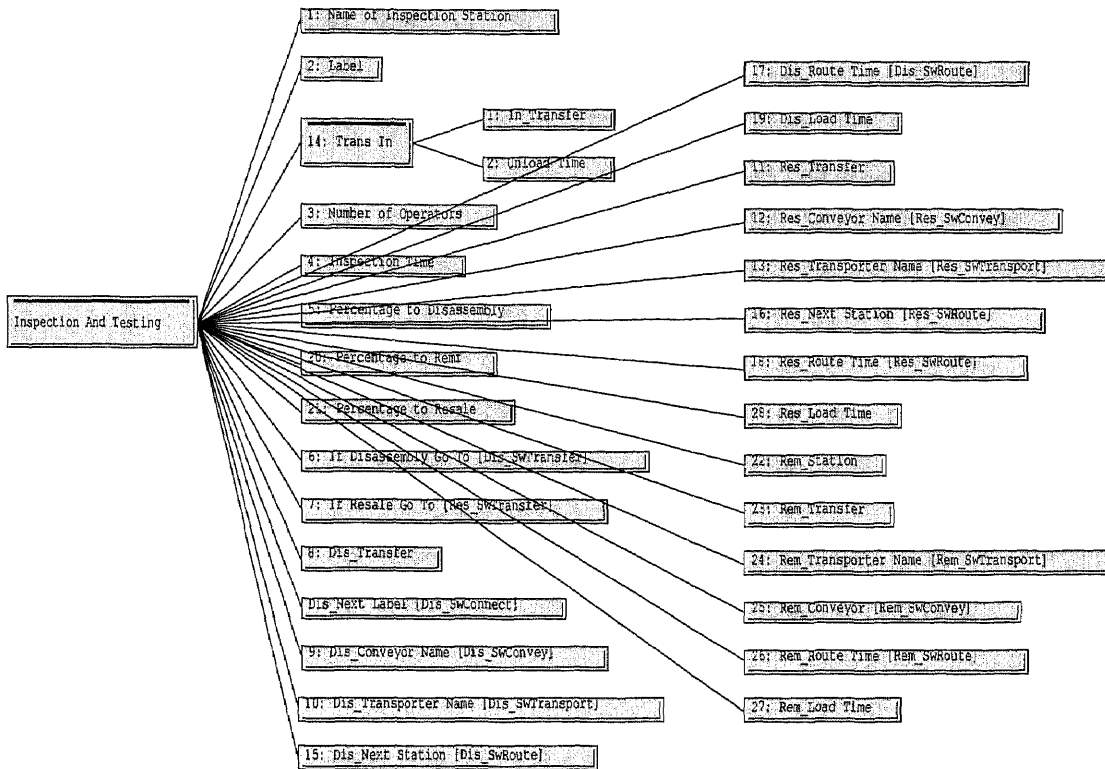 Inspection And Testing
1: Name of Inspection Station
2: Label
14: Trans In
1: In_Transfer
2: Unload Time
3: Number of Operators
4: Inspection Time
5: Percentage to Disassembly
20: Percentage to Rem1
21: Percentage to Resale
6: If Disassembly Go To [Dis_SwTransfer]
7: If Resale Go To [Res_SwTransfer]
8: Dis_Transfer
Dis_Next Label [Dis_SwConnect]
9: Dis_Conveyor Name [Dis_SwConvey]
10: Dis_Transporter Name [Dis_SwTransport]
15: Dis_Next Station [Dis_SwRoute]
17: Dis_Route Time [Dis_SwRoute]
19: Dis_Load Time
11: Res_Transfer
12: Res_Conveyor Name [Res_SwConvey]
13: Res_Transporter Name [Res_SwTransport]
16: Res_Next Station [Res_SwRoute]
18: Res_Route Time [Res_SwRoute]
28: Res_Load Time
22: Rem_Station
23: Rem_Transfer
24: Rem_Transporter Name [Rem_SwTransport]
25: Rem_Conveyor [Rem_SwConvey]
26: Rem_Route Time [Rem_SwRoute]
27: Rem_Load Time